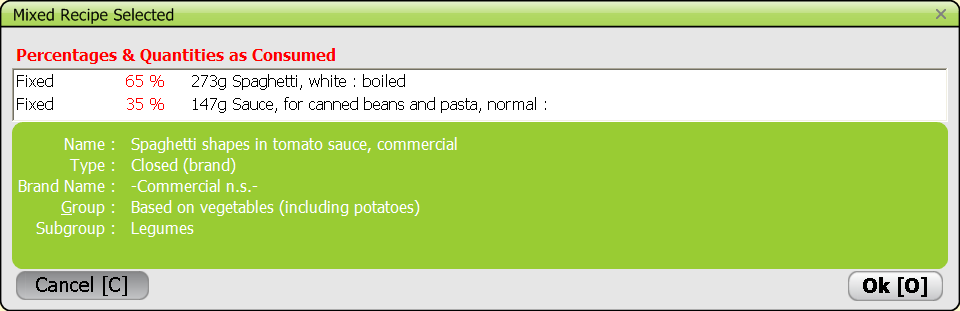 Mixed Recipe Selected
Percentages & Quantities as Consumed
Fixed 65 % 273g Spaghetti, white : boiled
Fixed 35 % 147g Sauce, for canned beans and pasta, normal :
Name : Spaghetti shapes in tomato sauce, commercial
Type : Closed (brand)
Brand Name : -Commercial n.s.-
Group : Based on vegetables (including potatoes)
Subgroup : Legumes
Cancel [C] Ok [O]